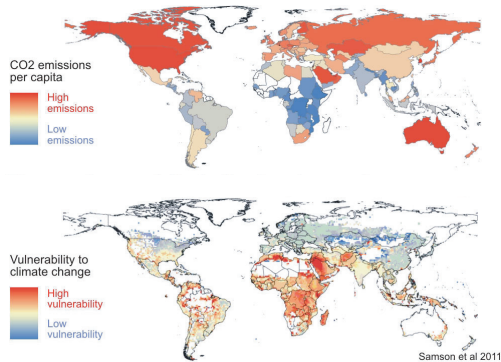 CO2 emissions
per capita
High
emissions
Low
emissions
Vulnerability to
climate change
High
vulnerability
Low
vulnerability
Samson et al 2011